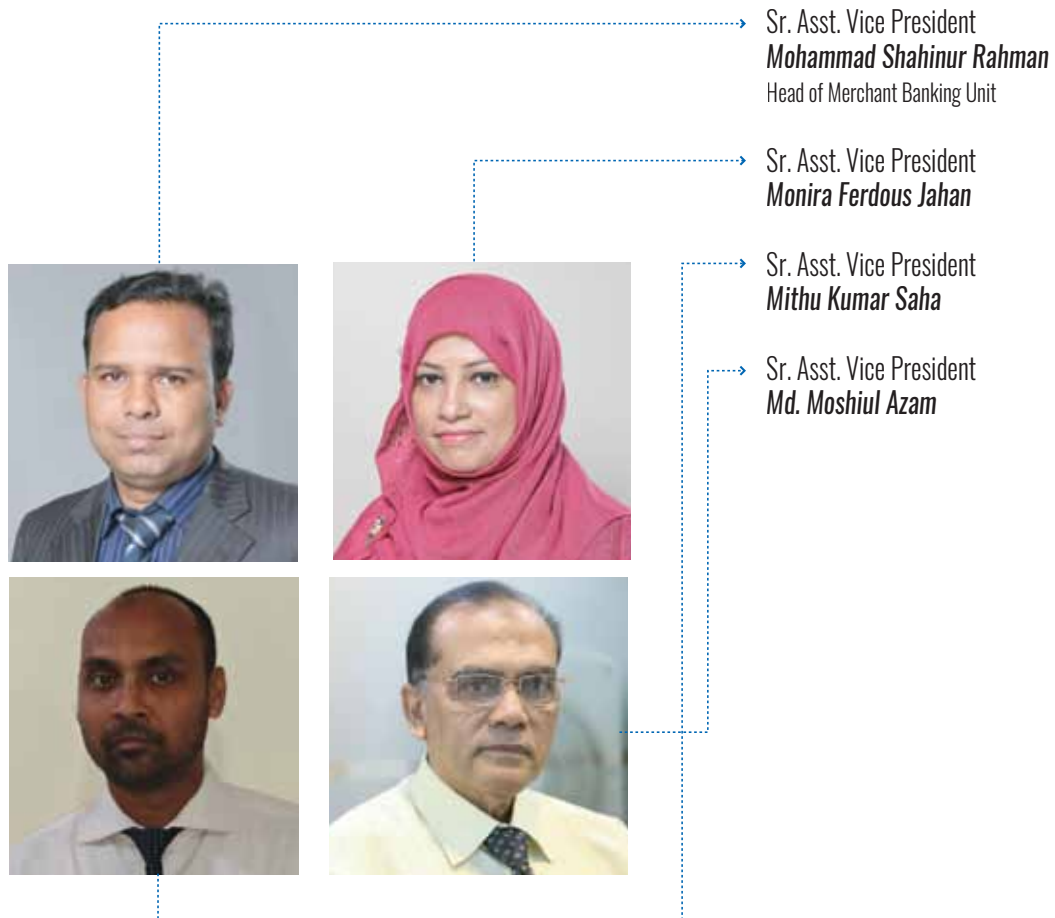 Sr. Asst. Vice President
Mohammad Shahinur Rahman
Head of Merchant Banking Unit
Sr. Asst. Vice President
Monira Ferdous Jahan
Sr. Asst. Vice President
Mithu Kumar Saha
Sr. Asst. Vice President
Md. Moshiul Azam